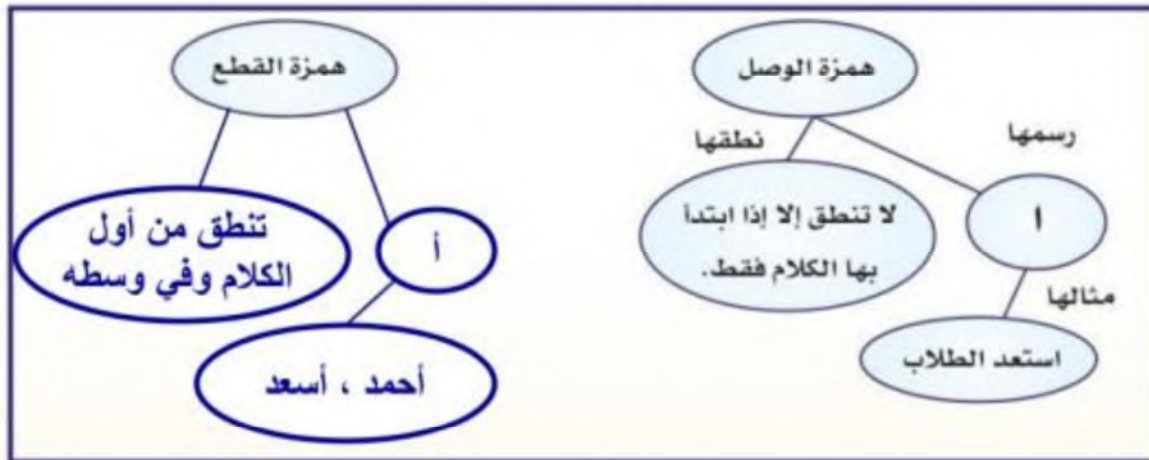 همزة الوصل
نطقها
رسمها
لا تنطق إلا إذا ابتدأ
بها الكلام فقط.
ا
مثالها
استعد الطلاب
همزة القطع
تنطق من أول
الكلام وفي وسطه
أ
أحمد ، أسعد